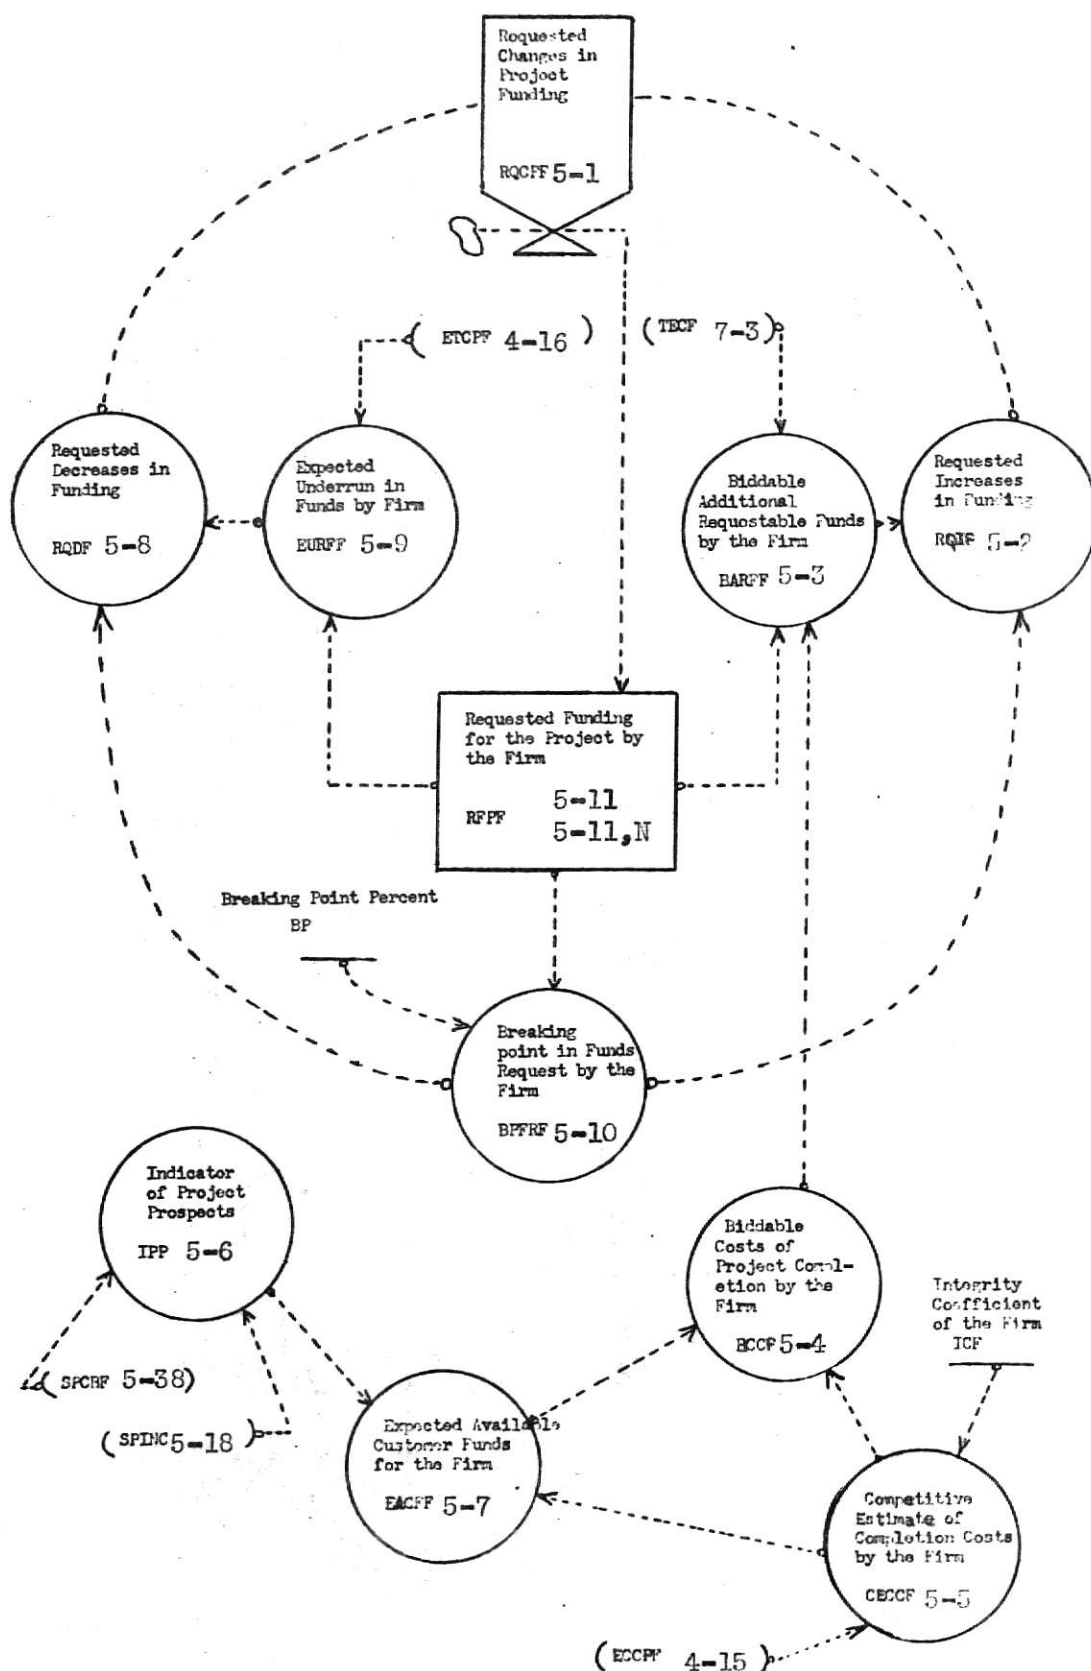 Requested
Changes in
Project
Funding
RQCPF 5-1
(ETCPF 4-16)
(TECF 7-3)
Requested
Decreases in
Funding
RQDF 5-8
Expected
Underrun in
Funds by Firm
EURFF 5-9
Biddable
Additional
Requestable Funds
by the Firm
BARFF 5-3
Requested
Increases
in Funding
RQIF 5-2
Requested Funding
for the Project by
the Firm
RFPF 5-11
5-11,N
Breaking Point Percent
BP
Breaking
point in Funds
Request by the
Firm
BPFRF 5-10
Indicator
of Project
Prospects
IPP 5-6
(SPCRF 5-38)
(SPINC 5-18)
Biddable
Costs of
Project Compl-
etion by the
Firm
BCCF 5-4
Integrity
Coefficient
of the Firm
ICF
Expected Available
Customer Funds
for the Firm
EACFF 5-7
Competitive
Estimate of
Completion Costs
by the Firm
CECCF 5-5
(ECCPF 4-15)